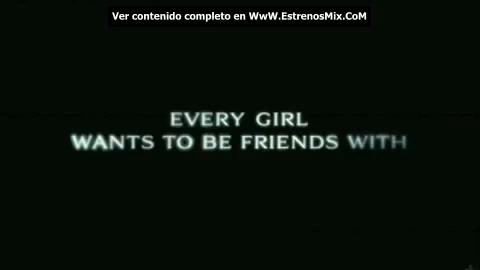 Ver contenido completo en WwW.EstrenosMix.CoM
EVERY GIRL
WANTS TO BE FRIENDS WITH